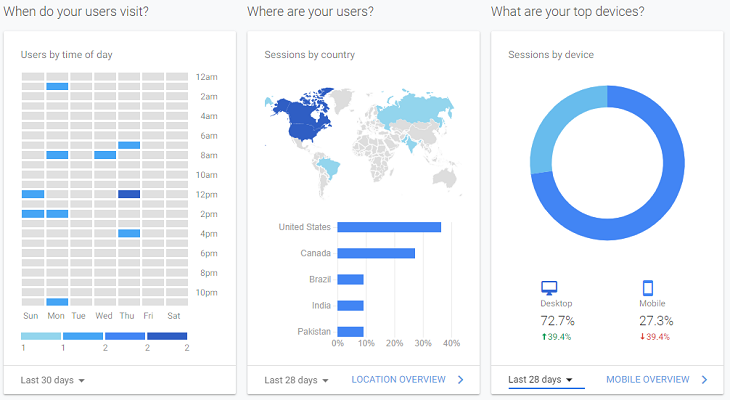 When do your users visit?
Users by time of day
12am
2am
4am
6am
8am
10am
12pm
2pm
4pm
6pm
8pm
10pm
Sun Mon Tue Wed Thu Fri Sat
1 1 2 2 2
Last 30 days
Where are your users?
Sessions by country
United States
Canada
Brazil
India
Pakistan
0% 10% 20% 30% 40%
Last 28 days LOCATION OVERVIEW
What are your top devices?
Sessions by device
Desktop Mobile
72.7% 27.3%
39.4% 39.4%
Last 28 days MOBILE OVERVIEW